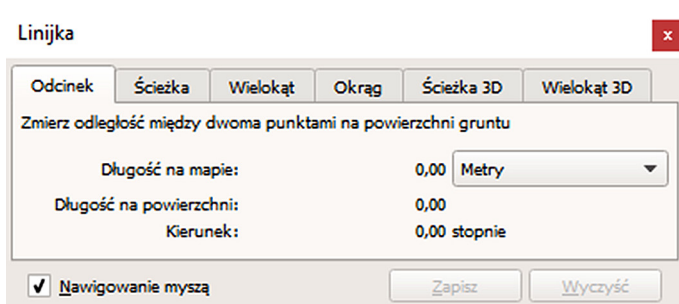 Linijka
x
Odcinek Ścieżka Wielokąt Okrąg Ścieżka 3D Wielokąt 3D
Zmierz odległość między dwoma punktami na powierzchni gruntu
Długość na mapie: 0,00 Metry
Długość na powierzchni: 0,00
Kierunek: 0,00 stopnie
Nawigowanie myszą Zapisz Wyczyść